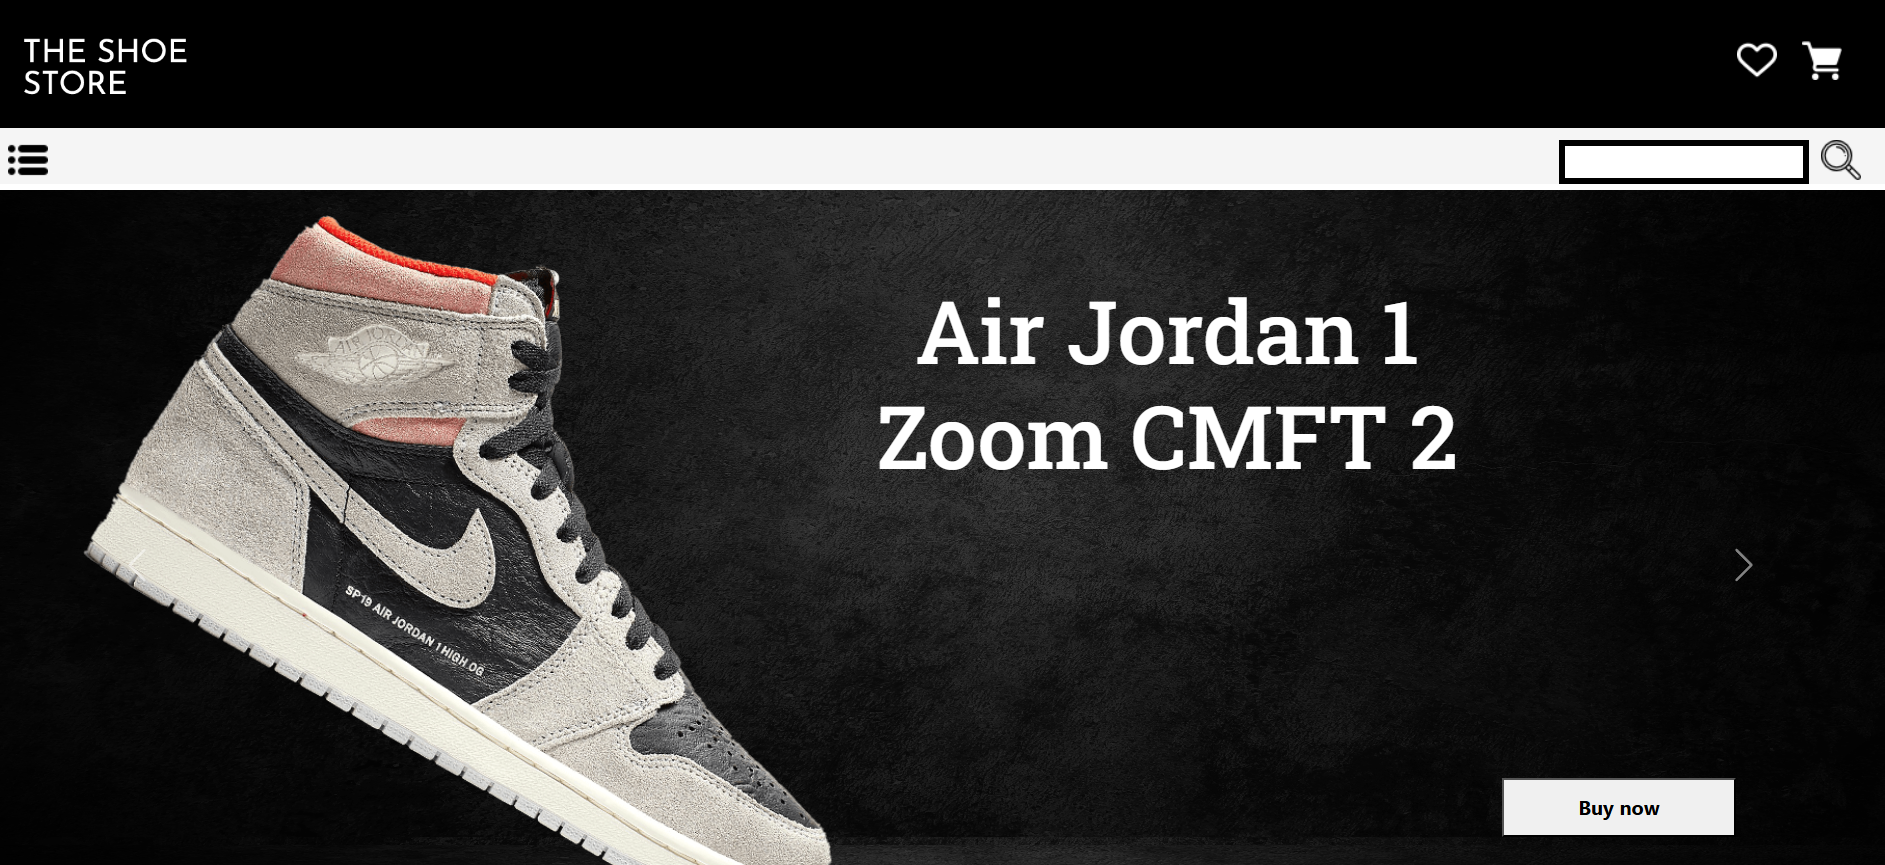 THE SHOE
STORE
Air Jordan 1
Zoom CMFT 2
AIR JORDAN
SP19 AIR JORDAN 1 HIGH OG
Buy now